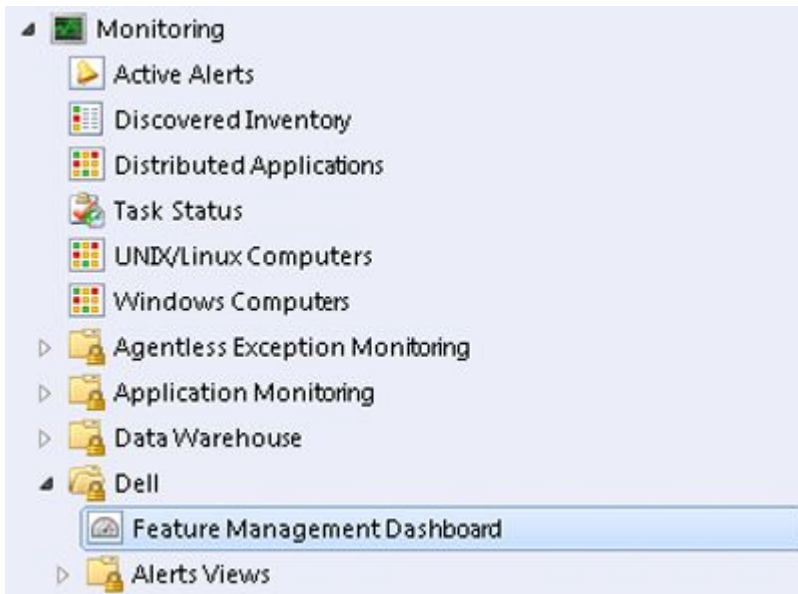 Monitoring
Active Alerts
Discovered Inventory
Distributed Applications
Task Status
UNIX/Linux Computers
Windows Computers
Agentless Exception Monitoring
Application Monitoring
Data Warehouse
Dell
Feature Management Dashboard
Alerts Views